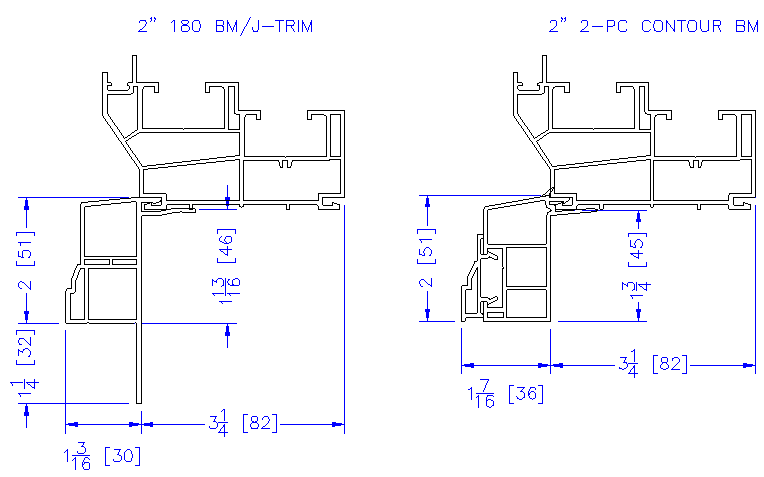 2” 180 BM/J-TRIM
2 [51]
1 3/16 [46]
1 1/4 [32]
3 1/4 [82]
1 3/16 [30]
2” 2-PC CONTOUR BM
2 [51]
1 3/4 [45]
3 1/4 [82]
1 7/16 [36]